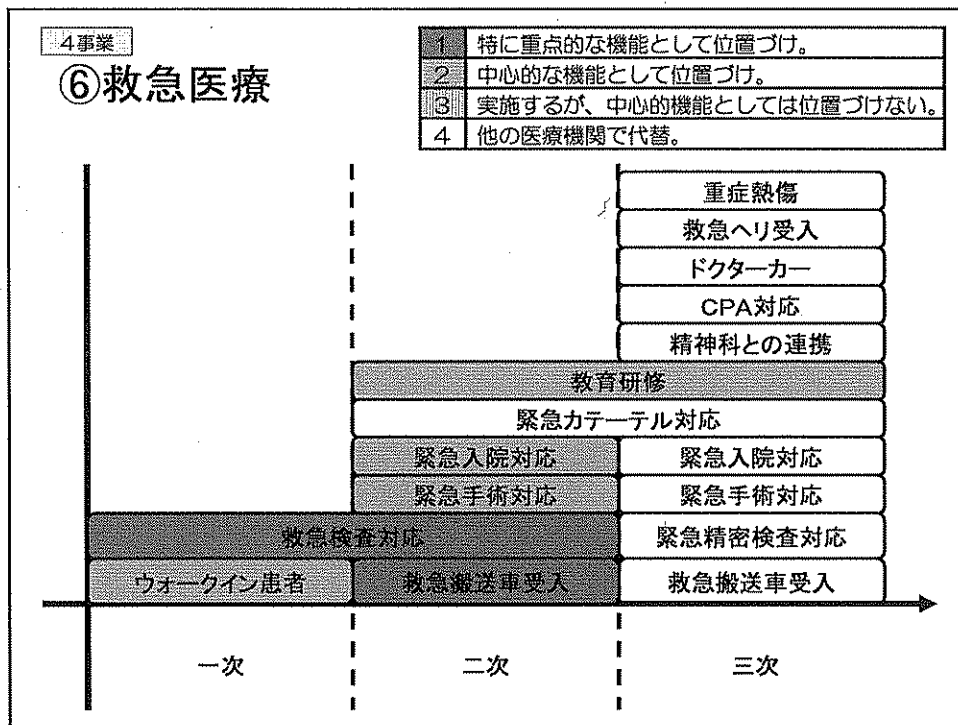 4事業
⑥救急医療
1 特に重点的な機能として位置づけ。
2 中心的な機能として位置づけ。
3 実施するが、中心的機能としては位置づけない。
4 他の医療機関で代替。
重症熱傷
救急ヘリ受入
ドクターカー
CPA対応
精神科との連携
教育研修
緊急カテーテル対応
緊急入院対応 緊急入院対応
緊急手術対応 緊急手術対応
救急検査対応 緊急精密検査対応
ウォークイン患者 救急搬送車受入 救急搬送車受入
一次 二次 三次